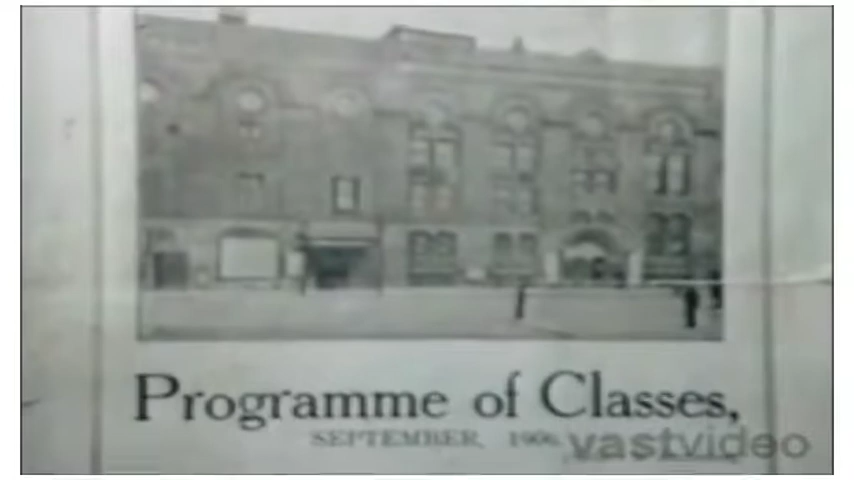 Programme of Classes,
SEPTEMBER, 1906.
vastvideo